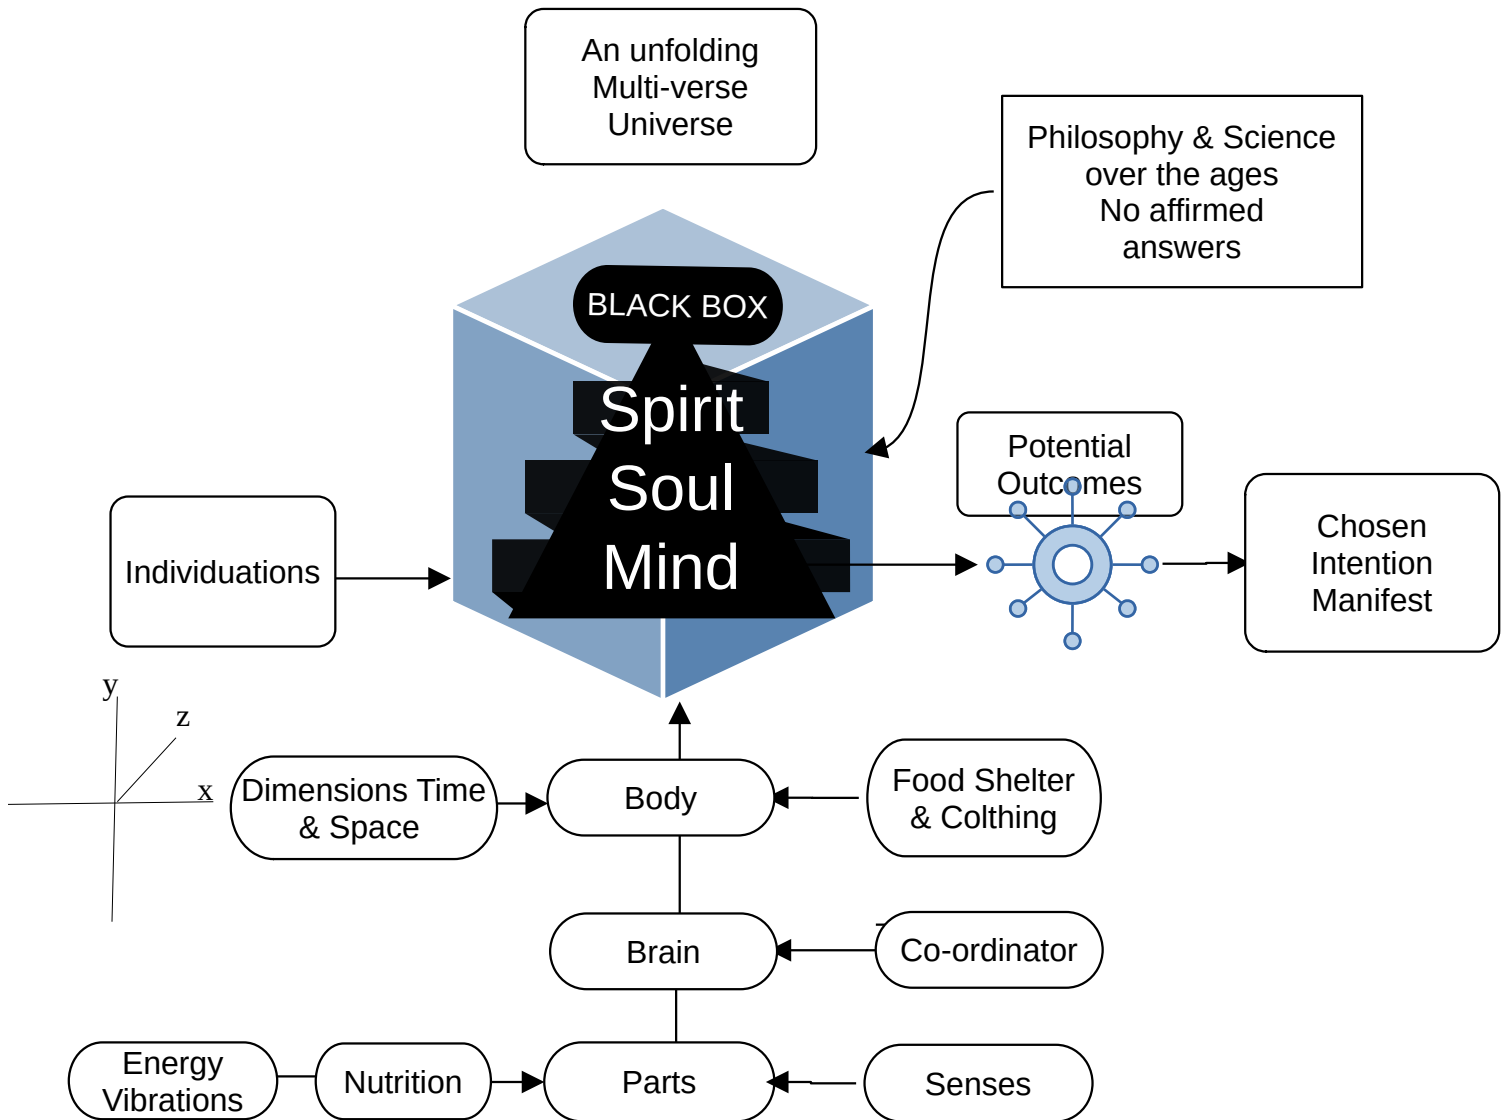 An unfolding
Multi-verse
Universe
Philosophy & Science
over the ages
No affirmed
answers
BLACK BOX
Spirit
Soul
Mind
Potential
Outcomes
Chosen
Intention
Manifest
Individuations
y
z
x
Dimensions Time
& Space
Body
Food Shelter
& Colthing
Brain
Co-ordinator
Energy
Vibrations
Nutrition
Parts
Senses